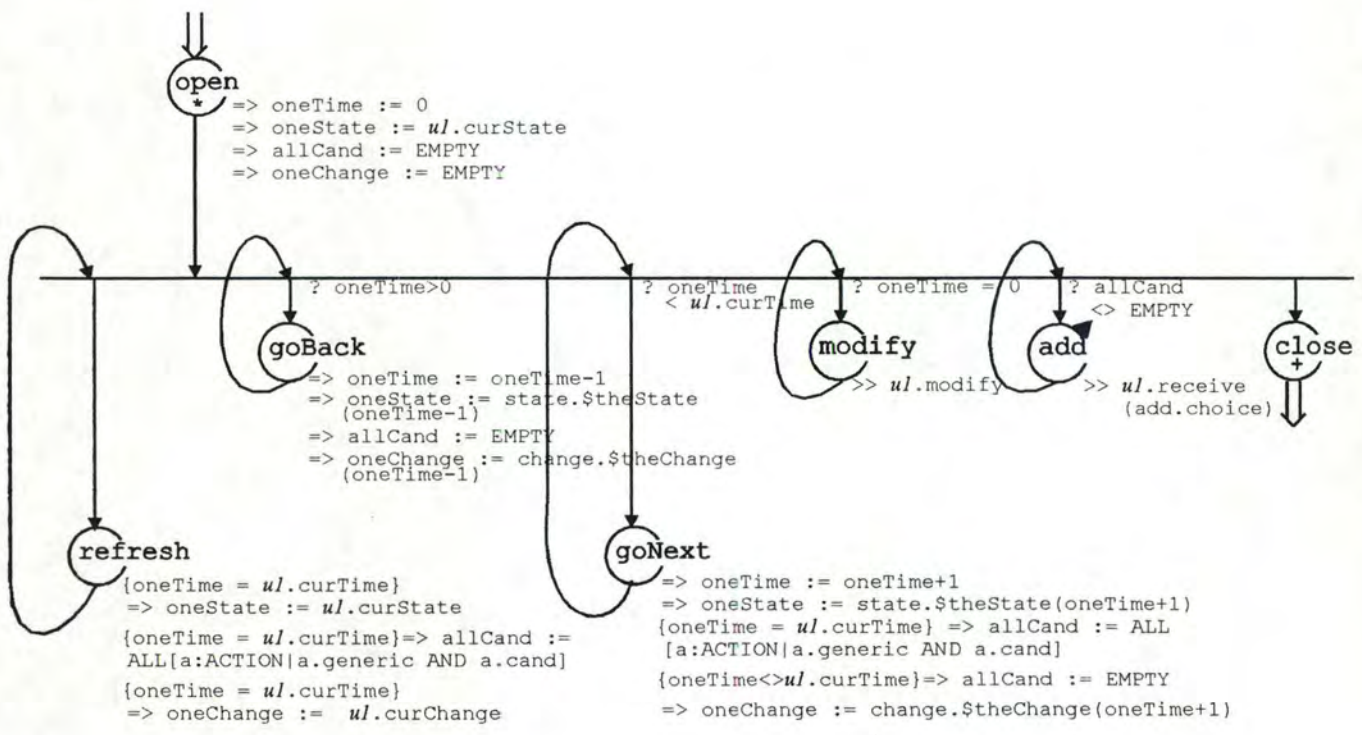 open
*
=> oneTime := 0
=> oneState := ul.curState
=> allCand := EMPTY
=> oneChange := EMPTY
? oneTime>0
goBack
=> oneTime := oneTime-1
=> oneState := state.$theState
(oneTime-1)
=> allCand := EMPTY
=> oneChange := change.$theChange
(oneTime-1)
? oneTime
< ul.curTime
? oneTime = 0
modify
>> ul.modify
? allCand
<> EMPTY
add
>> ul.receive
(add.choice)
close
+
refresh
{oneTime = ul.curTime}
=> oneState := ul.curState
{oneTime = ul.curTime}=> allCand :=
ALL[a:ACTION|a.generic AND a.cand]
{oneTime = ul.curTime}
=> oneChange := ul.curChange
goNext
=> oneTime := oneTime+1
=> oneState := state.$theState(oneTime+1)
{oneTime = ul.curTime} => allCand := ALL
[a:ACTION|a.generic AND a.cand]
{oneTime<>ul.curTime}=> allCand := EMPTY
=> oneChange := change.$theChange(oneTime+1)